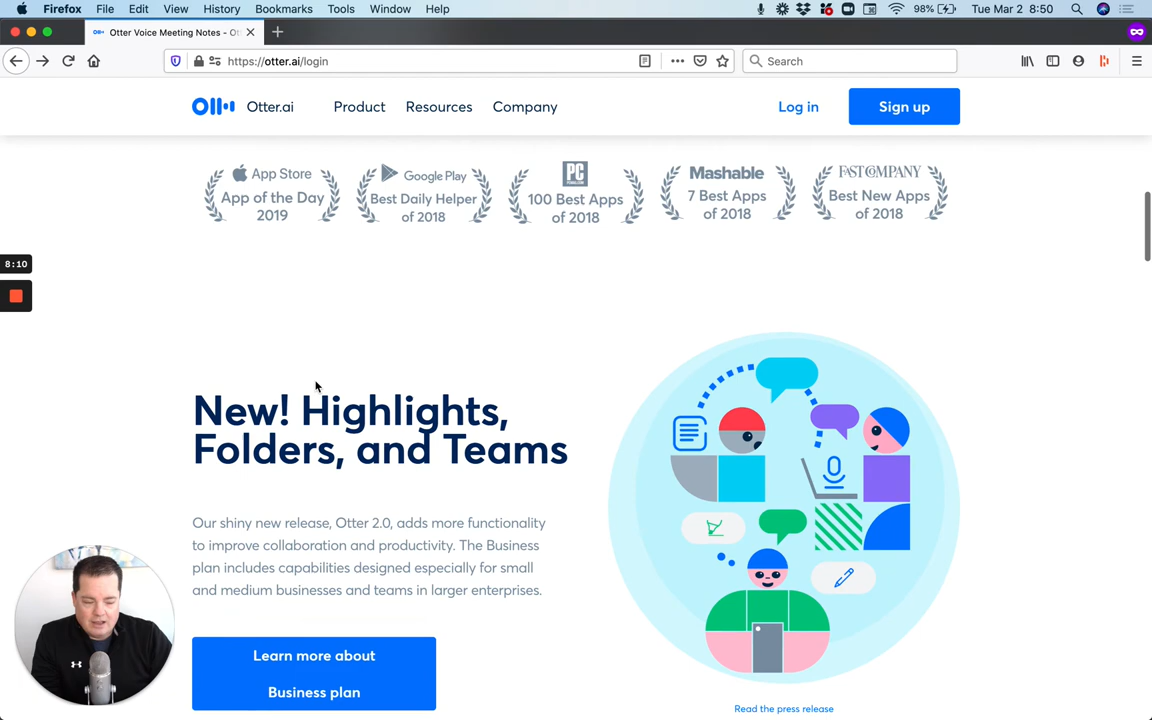 Firefox File Edit View History Bookmarks Tools Window Help 98% Tue Mar 2 8:50
Otter Voice Meeting Notes - Ot
https://otter.ai/login
Search
Otter.ai Product Resources Company Log in Sign up
App Store
App of the Day
2019
Google Play
Best Daily Helper
of 2018
PC
100 Best Apps
of 2018
Mashable
7 Best Apps
of 2018
FAST COMPANY
Best New Apps
of 2018
8:10
New! Highlights,
Folders, and Teams
Our shiny new release, Otter 2.0, adds more functionality
to improve collaboration and productivity. The Business
plan includes capabilities designed especially for small
and medium businesses and teams in larger enterprises.
Learn more about
Business plan
Read the press release